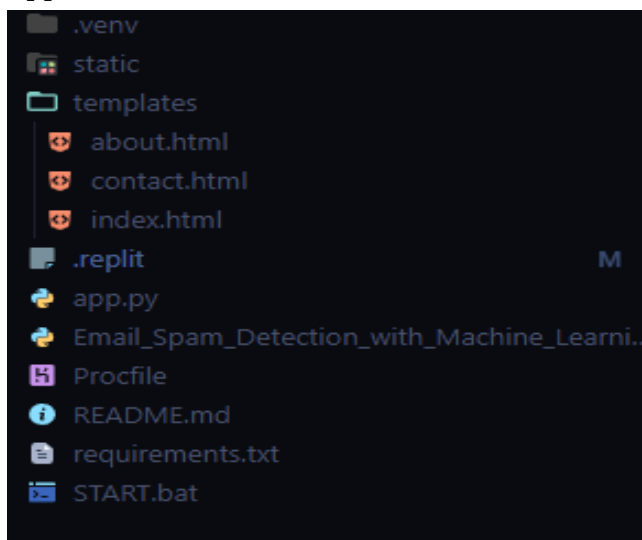 .venv
static
templates
about.html
contact.html
index.html
.replit M
app.py
Email_Spam_Detection_with_Machine_Learni...
Procfile
README.md
requirements.txt
START.bat